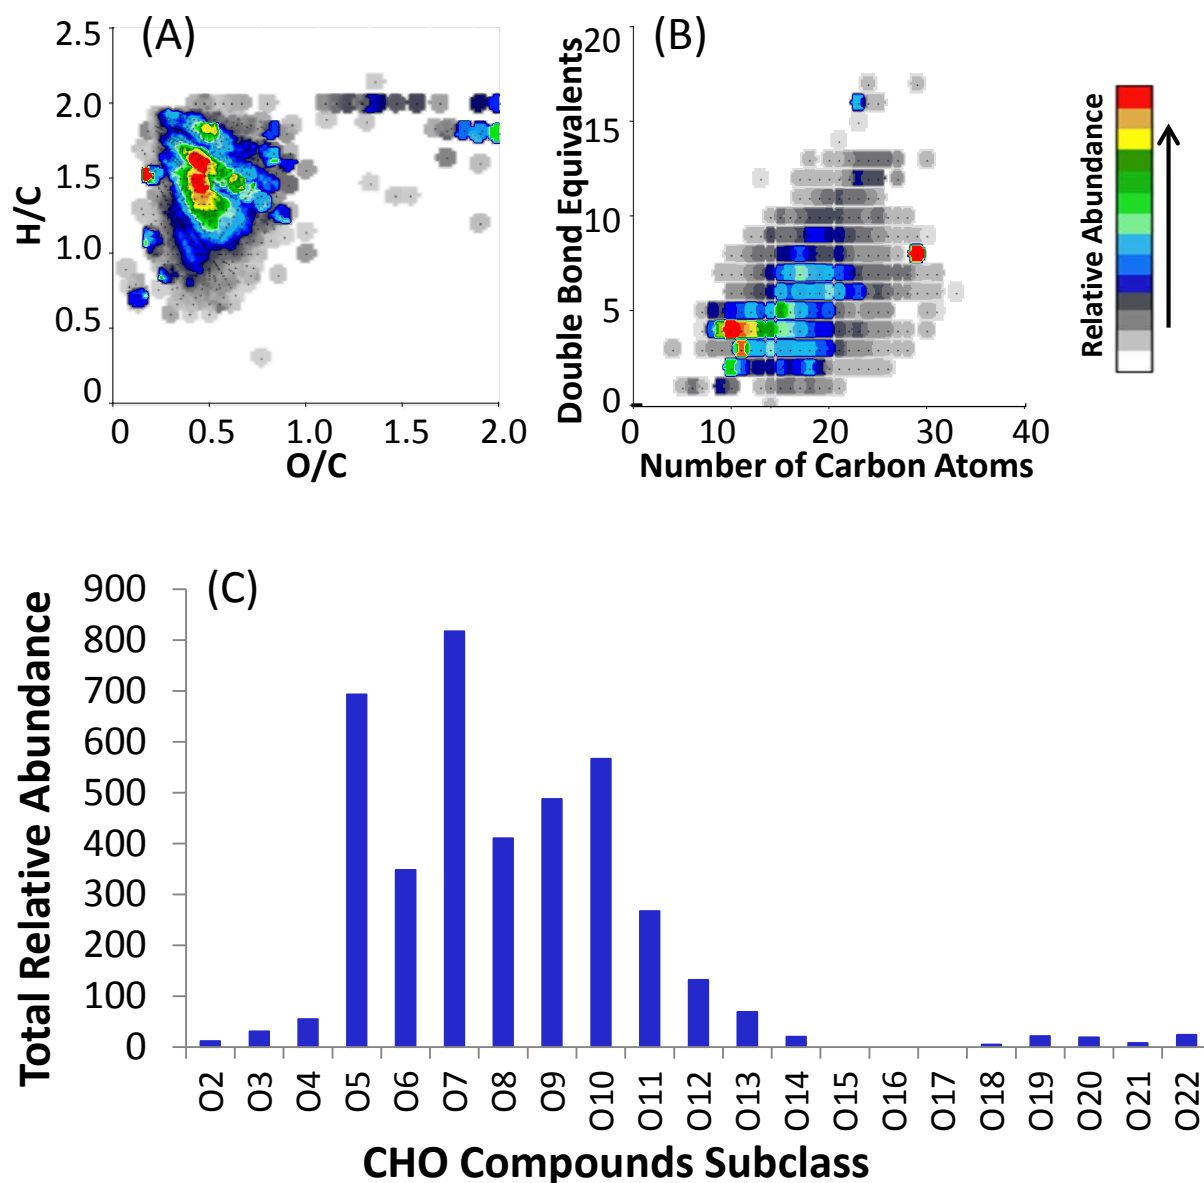 (A)
H/C
2.5
2.0
1.5
1.0
0.5
0
0
0.5
1.0
1.5
2.0
O/C
(B)
Double Bond Equivalents
20
15
10
5
0
0
10
20
30
40
Number of Carbon Atoms
Relative Abundance
(C)
Total Relative Abundance
900
800
700
600
500
400
300
200
100
0
O2
O3
O4
O5
O6
O7
O8
O9
O10
O11
O12
O13
O14
O15
O16
O17
O18
O19
O20
O21
O22
CHO Compounds Subclass